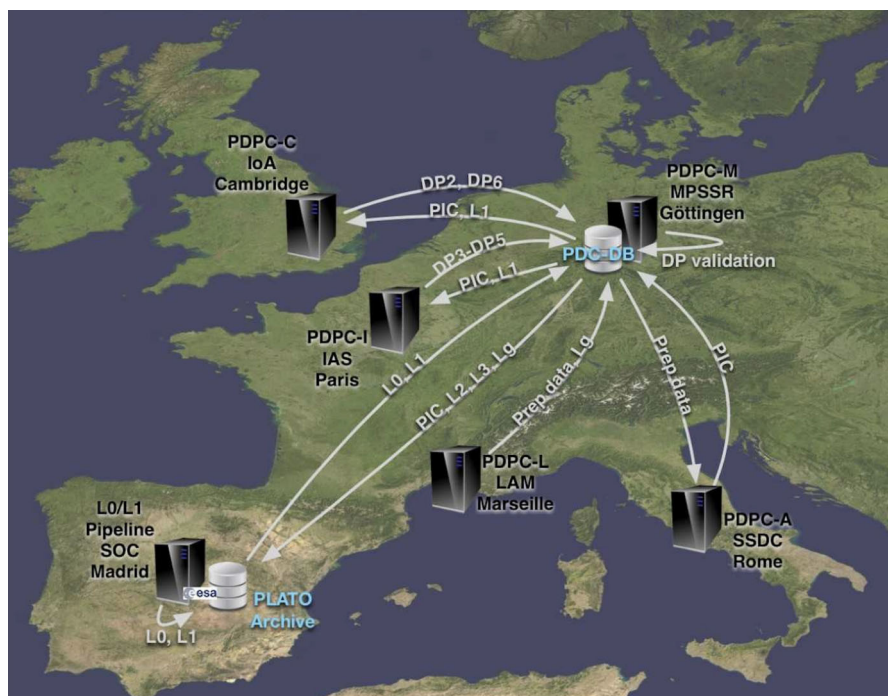 PDPC-C
IoA
Cambridge
DP2, DP6
PIC, L1
PDPC-M
MPSSR
Göttingen
PDC-DB
DP validation
DP3-DP5
PIC, L1
PDPC-I
IAS
Paris
L0, L1
PIC, L2, L3, Lg
Prep data, Lg
Prep data
PIC
PDPC-L
LAM
Marseille
PDPC-A
SSDC
Rome
L0/L1
Pipeline
SOC
Madrid
esa
PLATO
Archive
L0, L1